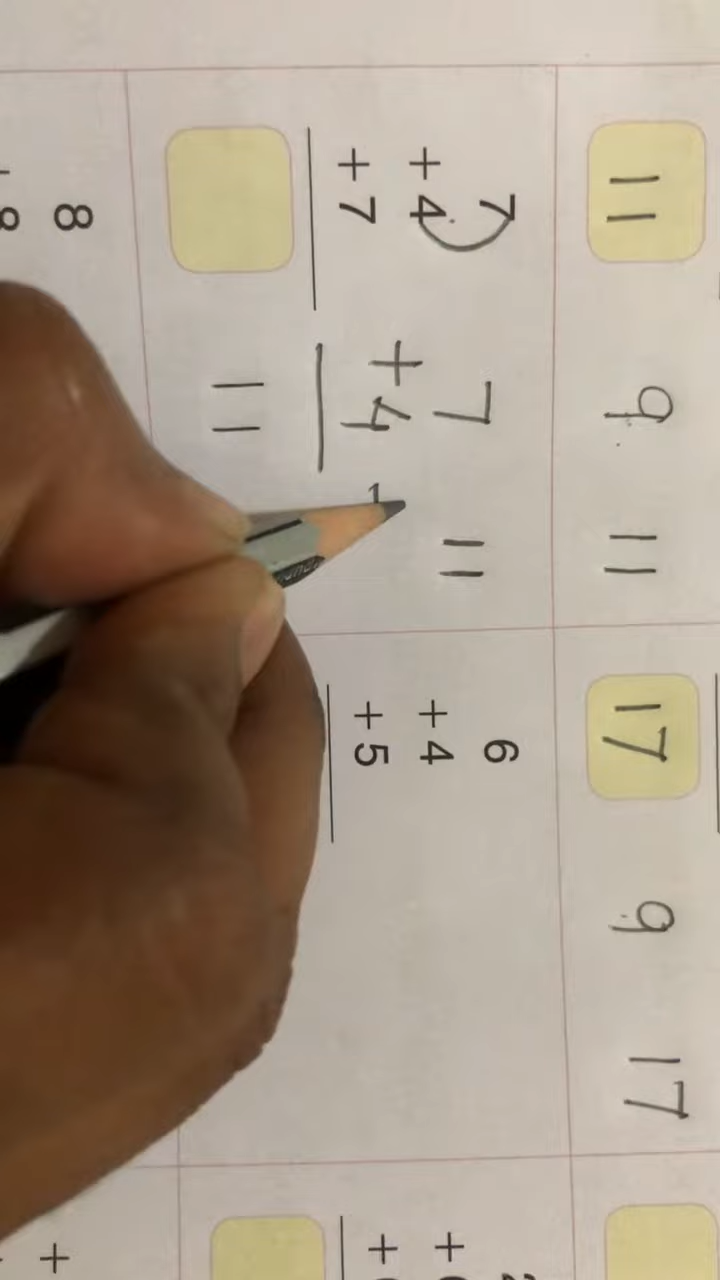 11 9 11 17 9 17
7 7 11 6
+ 4 + 4 + 4 +
+ 7 + 5 +
11
8 +